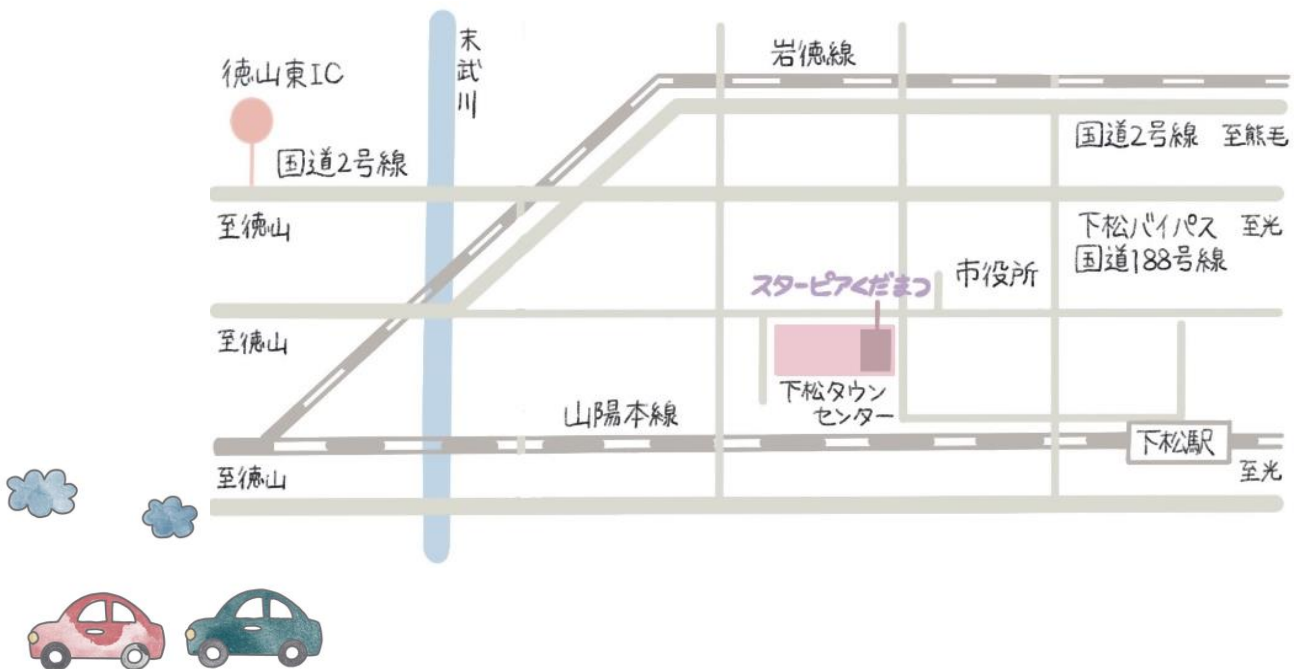 岩徳線
末武川
徳山東IC
国道2号線
国道2号線 至熊毛
至徳山
下松バイパス 至光
国道188号線
市役所
スターピアくだまつ
至徳山
下松タウン
センター
山陽本線
下松駅
至徳山
至光